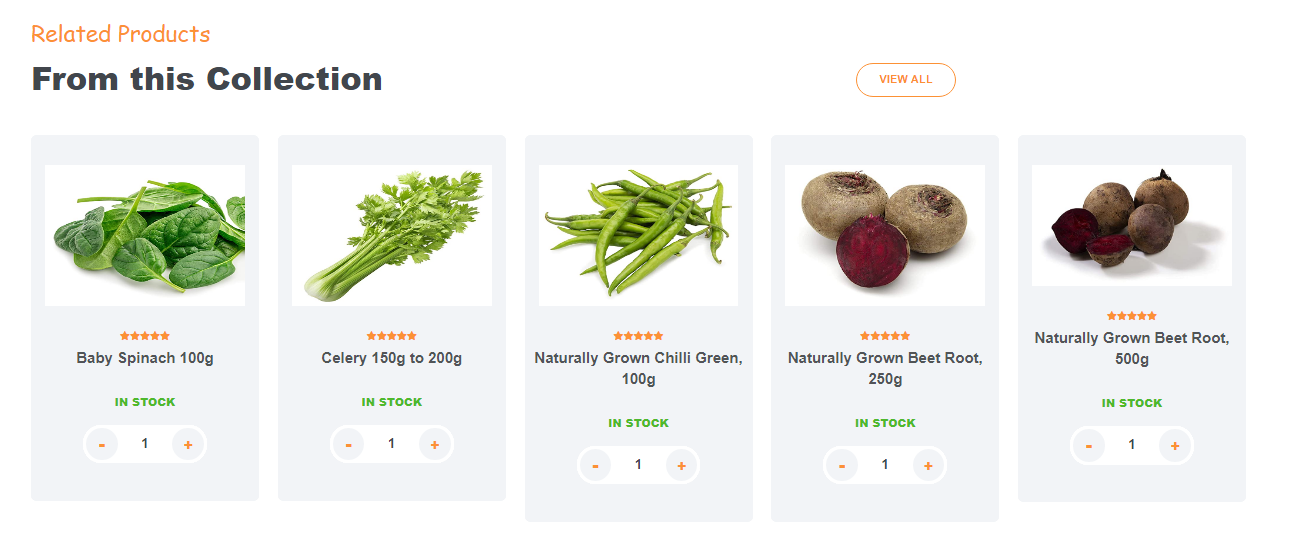 Related Products
From this Collection
VIEW ALL
Baby Spinach 100g
IN STOCK
- 1 +
Celery 150g to 200g
IN STOCK
- 1 +
Naturally Grown Chilli Green,
100g
IN STOCK
- 1 +
Naturally Grown Beet Root,
250g
IN STOCK
- 1 +
Naturally Grown Beet Root,
500g
IN STOCK
- 1 +